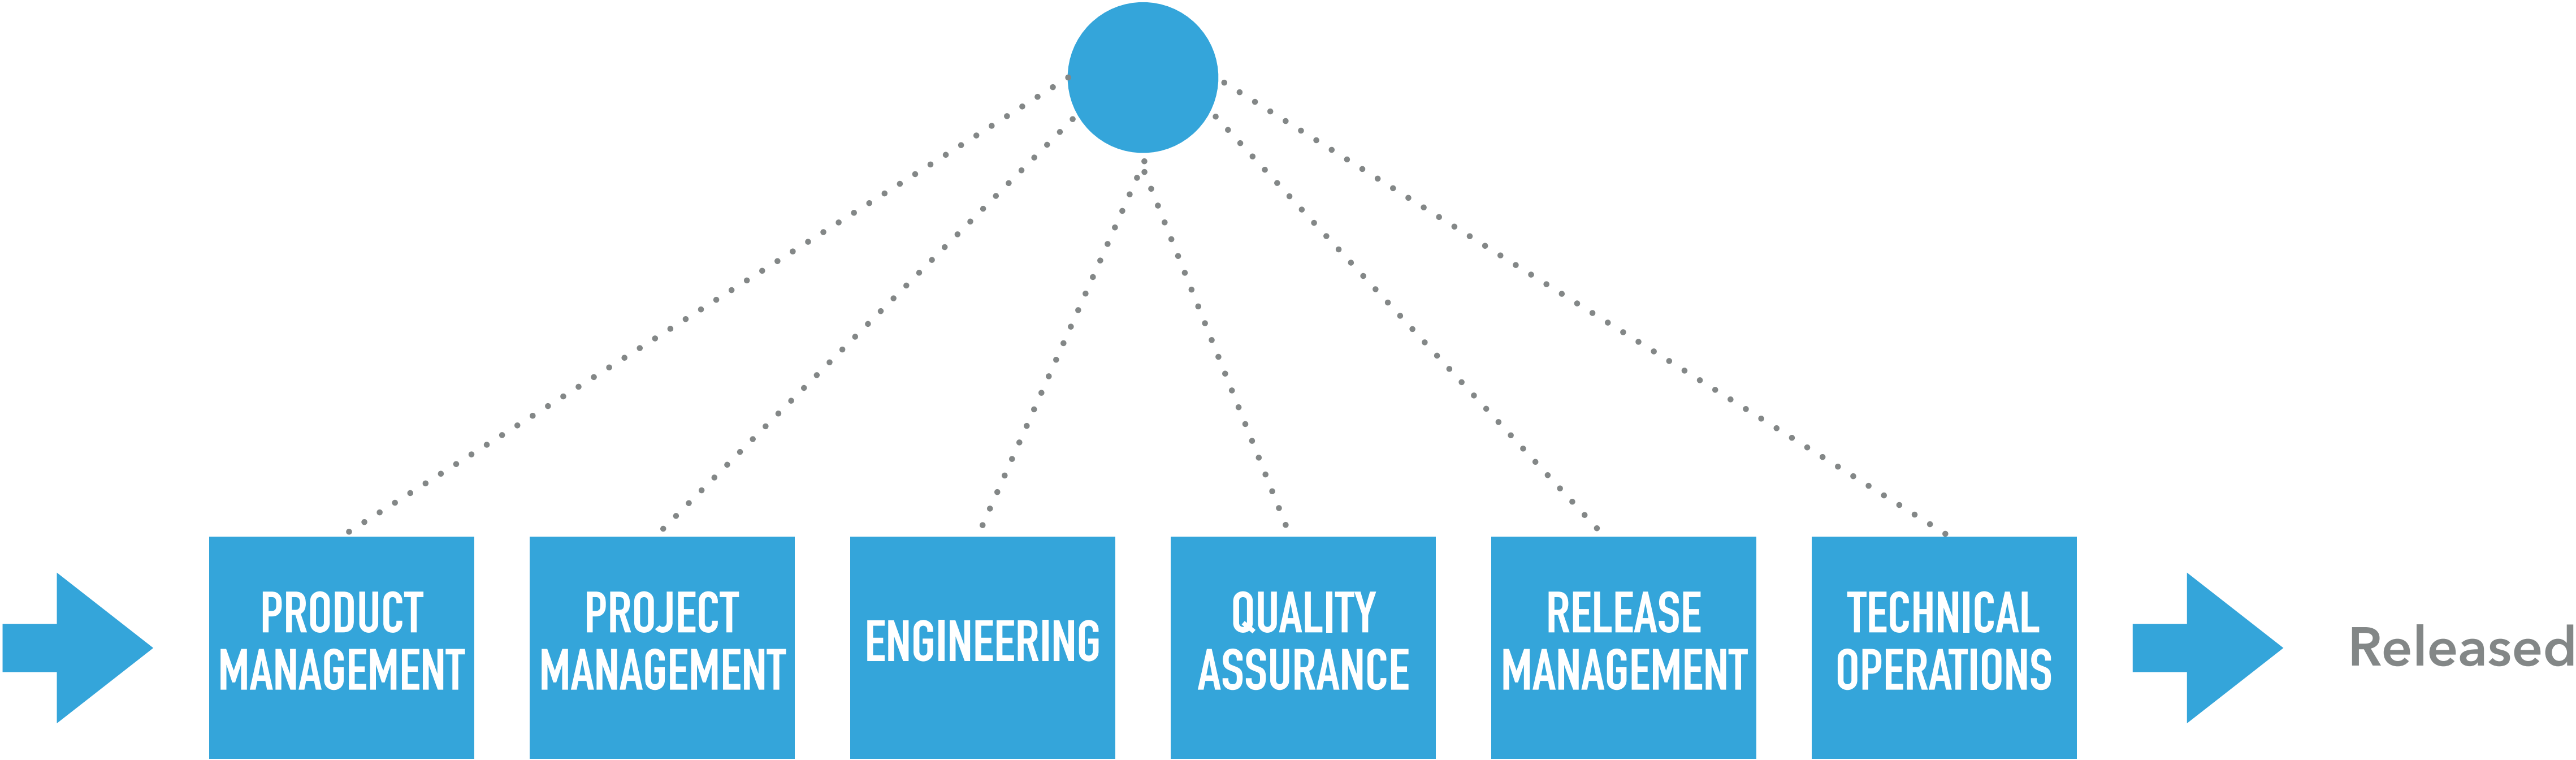 PRODUCT
MANAGEMENT
PROJECT
MANAGEMENT
ENGINEERING
QUALITY
ASSURANCE
RELEASE
MANAGEMENT
TECHNICAL
OPERATIONS
Released